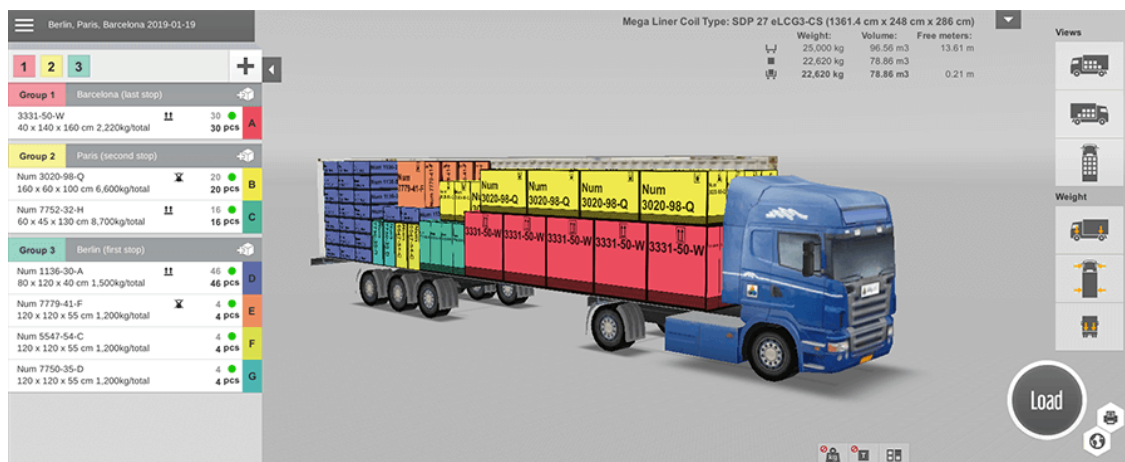 Berlin, Paris, Barcelona 2019-01-19
1 2 3
Group 1 Barcelona (last stop)
3331-50-W 30
40 x 140 x 160 cm 2,220kg/total 30 pcs A
Group 2 Paris (second stop)
Num 3020-98-Q 20
160 x 60 x 100 cm 6,600kg/total 20 pcs B
Num 7752-32-H 16
60 x 45 x 130 cm 8,700kg/total 16 pcs C
Group 3 Berlin (first stop)
Num 1136-30-A 46
80 x 120 x 40 cm 1,500kg/total 46 pcs D
Num 7779-41-F 4
120 x 120 x 55 cm 1,200kg/total 4 pcs E
Num 5547-54-C 4
120 x 120 x 55 cm 1,200kg/total 4 pcs F
Num 7750-35-D 4
120 x 120 x 55 cm 1,200kg/total 4 pcs G
Mega Liner Coil Type: SDP 27 eLCG3-CS (1361.4 cm x 248 cm x 286 cm)
Weight: Volume: Free meters:
25,000 kg 96.56 m3 13.61 m
22,620 kg 78.86 m3
22,620 kg 78.86 m3 0.21 m
Num 7779-41-F
Num 3020-98-Q
Num 3020-98-Q
Num 3020-98-Q
Num 3020-98-Q
3331-50-W 3331-50-W 3331-50-W 3331-50-W 3331-50-W
Views
Weight
Load
kg
T